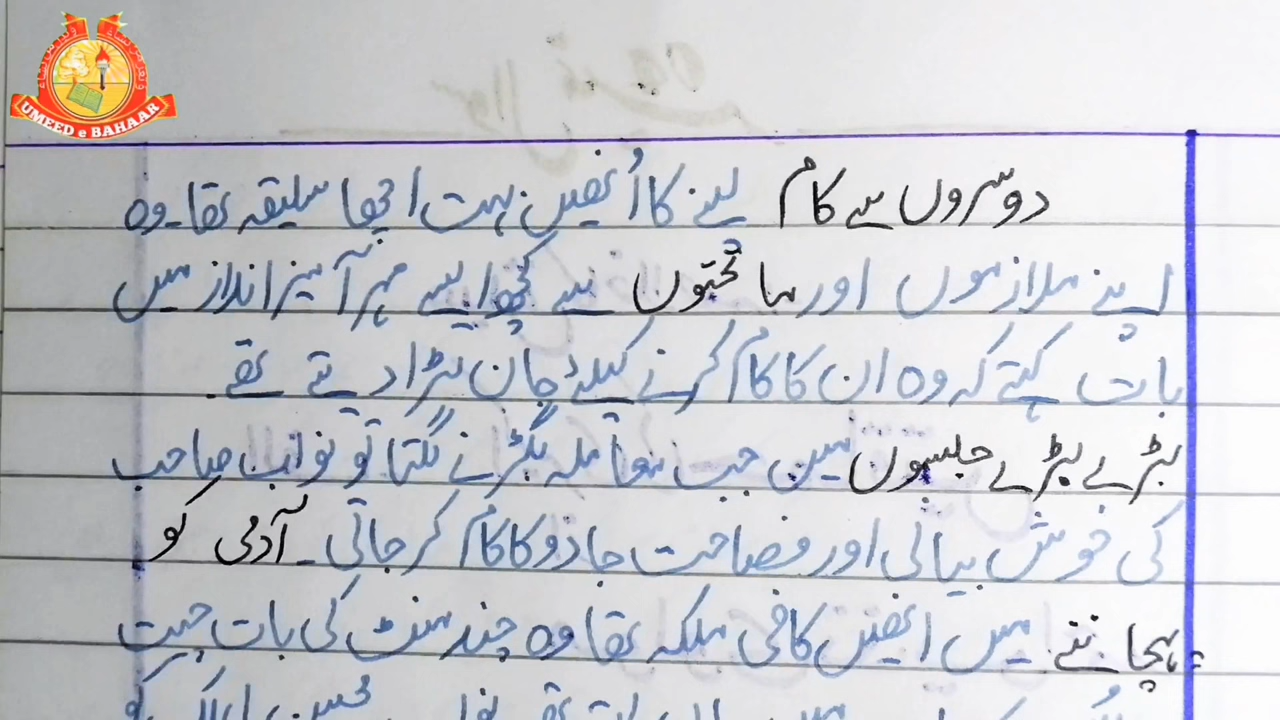 UMEED e BAHAAR
دوسروں سے کام لینے کا اُنھیں بہت اچھا سلیقہ تھا۔ وہ
اپنے ملازموں اور ماتحتوں سے کچھ ایسے مہر آمیز انداز میں
بات کہتے کہ وہ ان کا کام کرنے کیلئے جان لڑا دیتے تھے۔
بڑے بڑے جلسوں میں جب معاملہ بگڑنے لگتا تو نواب صاحب
کی خوش بیانی اور فصاحت جادو کا کام کر جاتی۔ آدمی کو
پہچاننے میں انھیں کافی ملکہ تھا وہ چند منٹ کی بات چیت